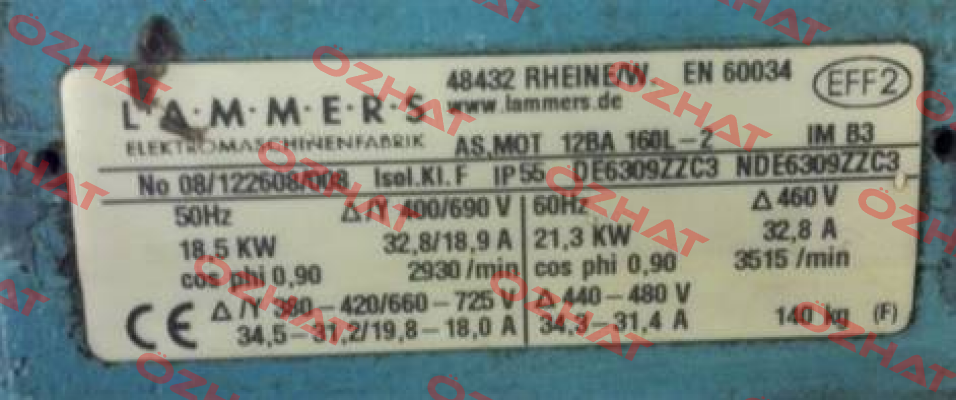 L·A·M·M·E·R·S
ELEKTROMASCHINENFABRIK
48432 RHEINE/W. EN 60034
www.lammers.de
EFF2
AS.MOT 12BA 160L-2 IM B3
No 08/122608/008 Isol.Kl.F IP55 DE6309ZZC3 NDE6309ZZC3
50Hz Δ/Y 400/690 V
18.5 KW 32,8/18,9 A
cos phi 0,90 2930/min
CE Δ/Y 380-420/660-725 V
34,5-31,2/19,8-18,0 A
60Hz Δ 460 V
21,3 KW 32,8 A
cos phi 0,90 3515/min
Δ 440-480 V
34.3-31,4 A 140 kg (F)
ÖZHAT